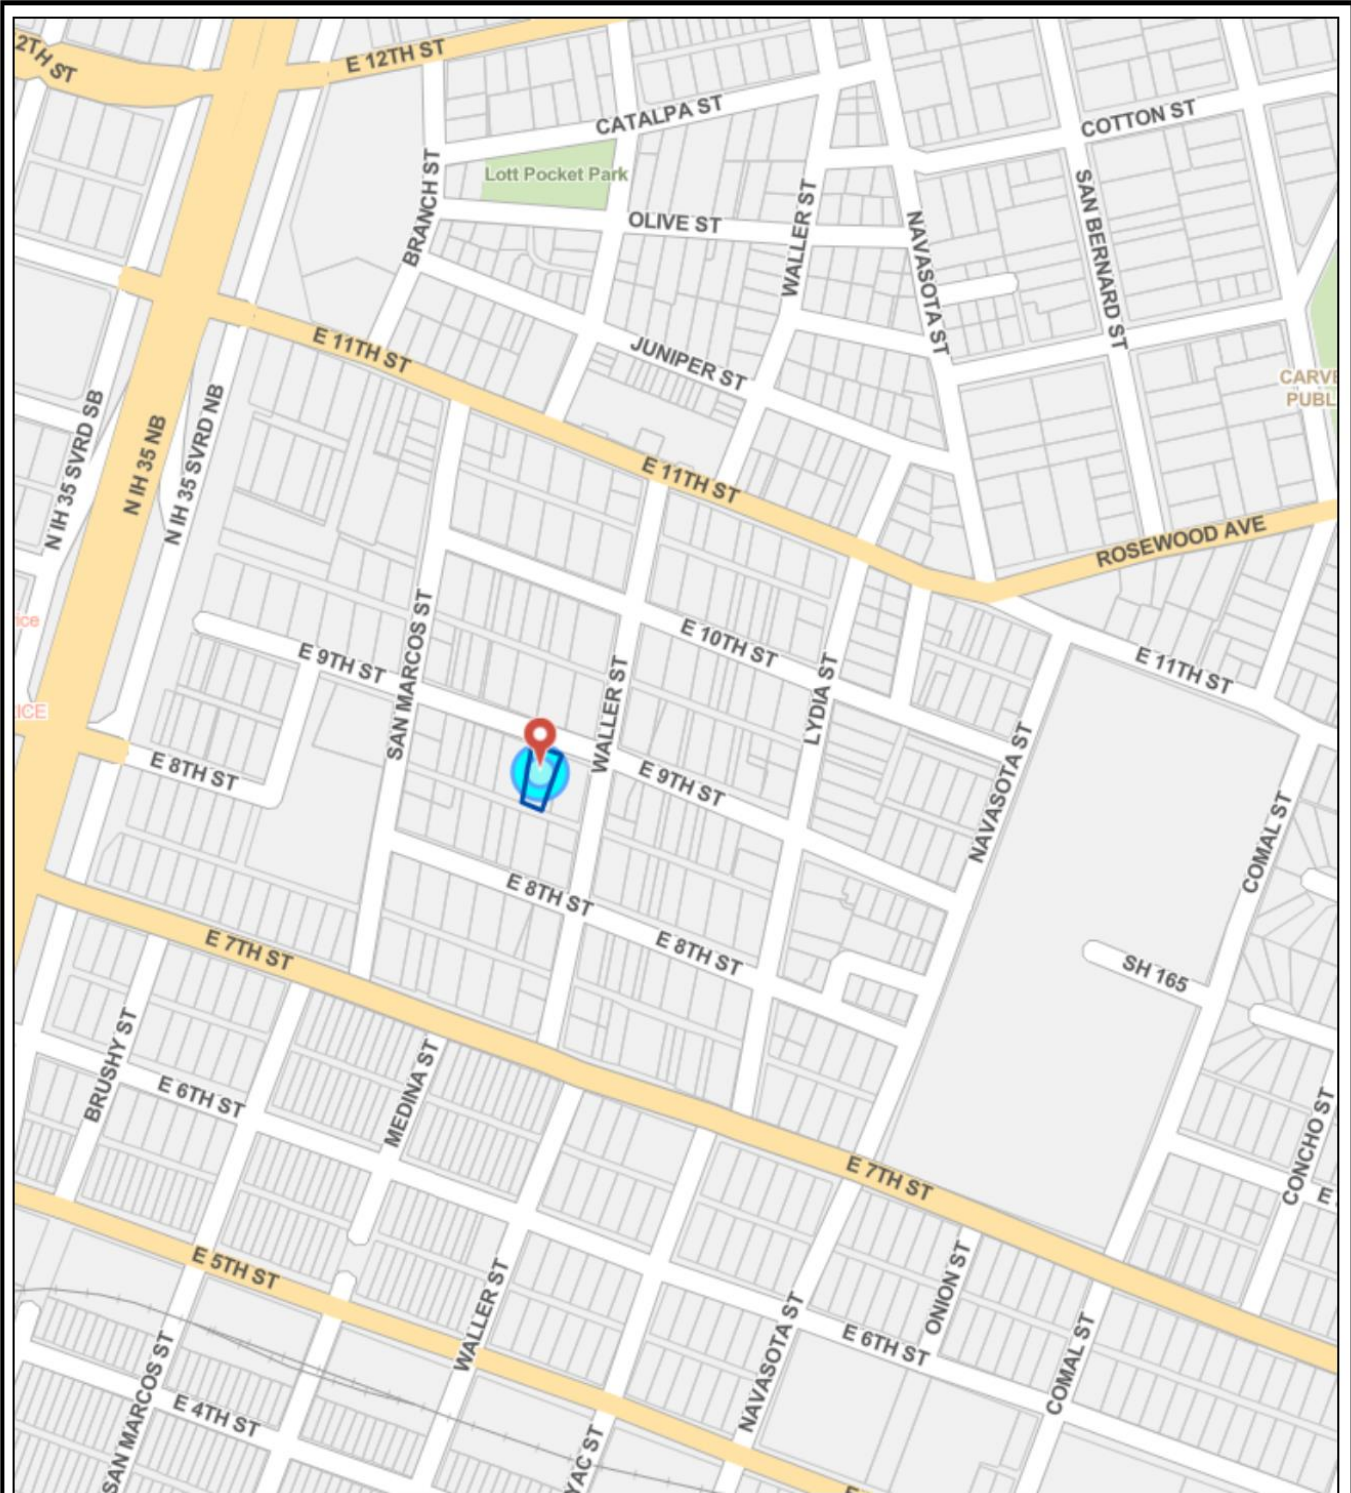 2TH ST
E 12TH ST
CATALPA ST
COTTON ST
Lott Pocket Park
BRANCH ST
OLIVE ST
WALLER ST
NAVASOTA ST
SAN BERNARD ST
E 11TH ST
JUNIPER ST
CARVE
PUBL
N IH 35 SVRD SB
N IH 35 NB
N IH 35 SVRD NB
E 11TH ST
ROSEWOOD AVE
ice
E 9TH ST
SAN MARCOS ST
WALLER ST
E 10TH ST
LYDIA ST
E 11TH ST
ICE
E 8TH ST
E 9TH ST
NAVASOTA ST
COMAL ST
E 8TH ST
E 8TH ST
E 7TH ST
SH 165
BRUSHY ST
E 6TH ST
MEDINA ST
E 7TH ST
CONCHO ST
E
E 5TH ST
WALLER ST
NAVASOTA ST
ONION ST
E 6TH ST
COMAL ST
SAN MARCOS ST
E 4TH ST
YAC ST